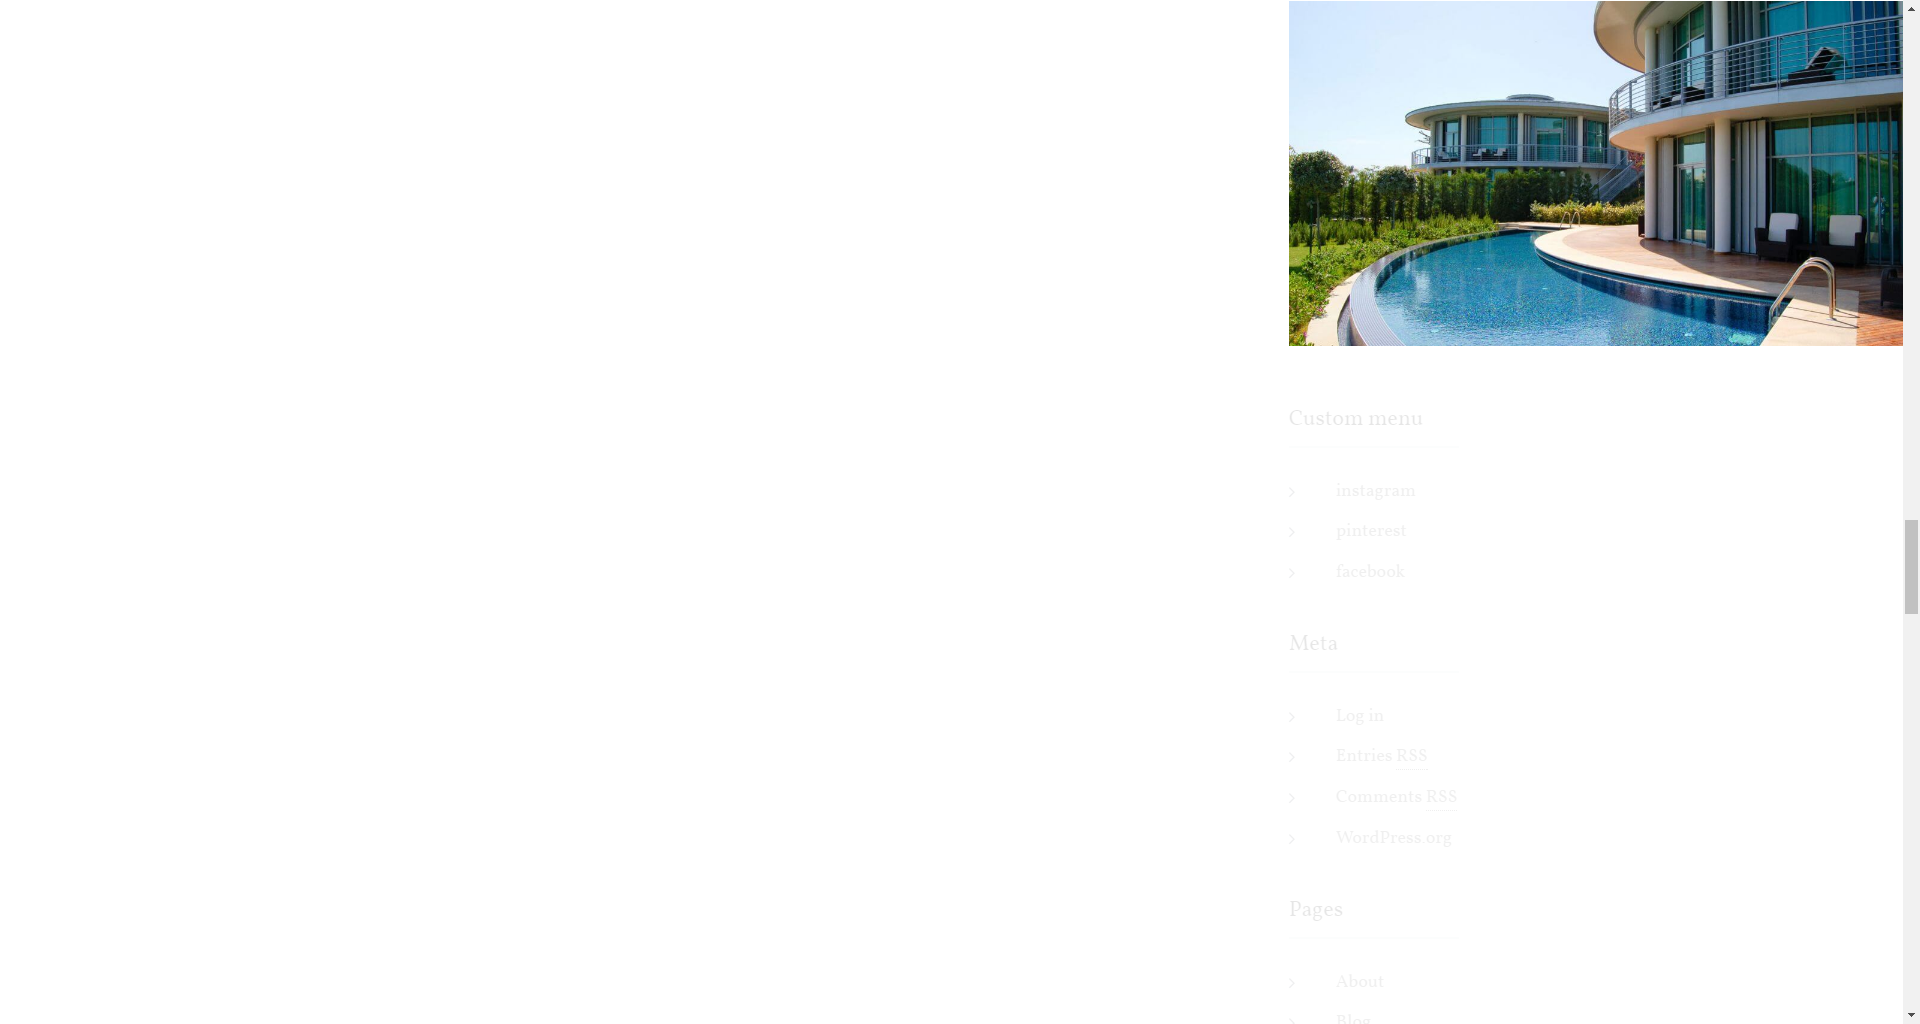 Custom menu
instagram
pinterest
facebook
Meta
Log in
Entries RSS
Comments RSS
WordPress.org
Pages
About
Blog